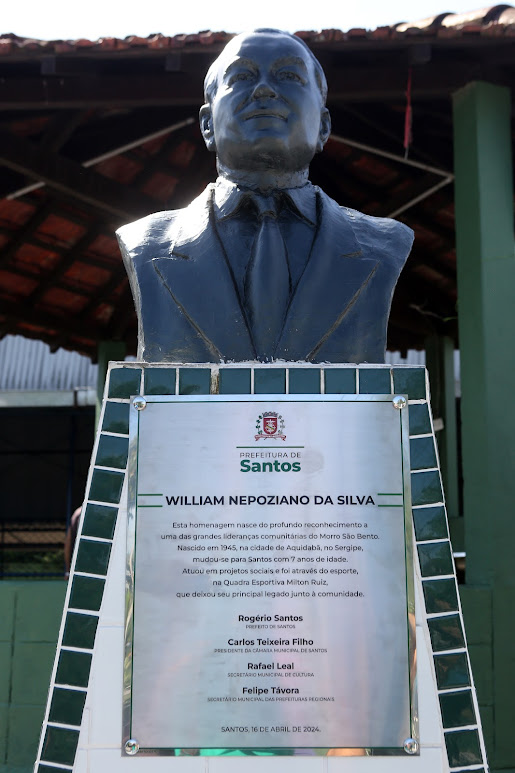 PREFEITURA DE
Santos
WILLIAM NEPOZIANO DA SILVA
Esta homenagem nasce do profundo reconhecimento a
uma das grandes lideranças comunitárias do Morro São Bento.
Nascido em 1945, na cidade de Aquidabã, no Sergipe,
mudou-se para Santos com 7 anos de idade.
Atuou em projetos sociais e foi através do esporte,
na Quadra Esportiva Milton Ruiz,
que deixou seu principal legado junto à comunidade.
Rogério Santos
PREFEITO DE SANTOS
Carlos Teixeira Filho
PRESIDENTE DA CÂMARA MUNICIPAL DE SANTOS
Rafael Leal
SECRETÁRIO MUNICIPAL DE CULTURA
Felipe Távora
SECRETÁRIO MUNICIPAL DAS PREFEITURAS REGIONAIS
SANTOS, 16 DE ABRIL DE 2024.